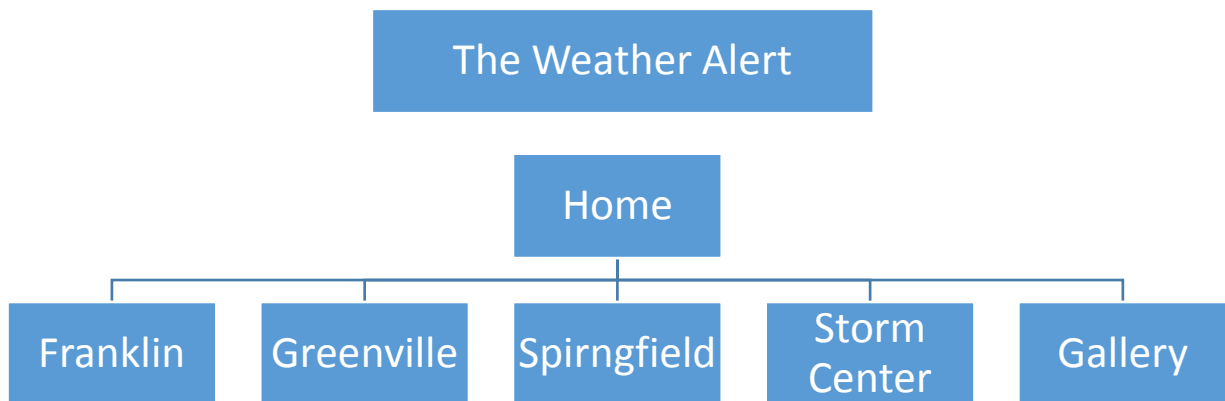 The Weather Alert
Home
Franklin
Greenville
Spirngfield
Storm
Center
Gallery